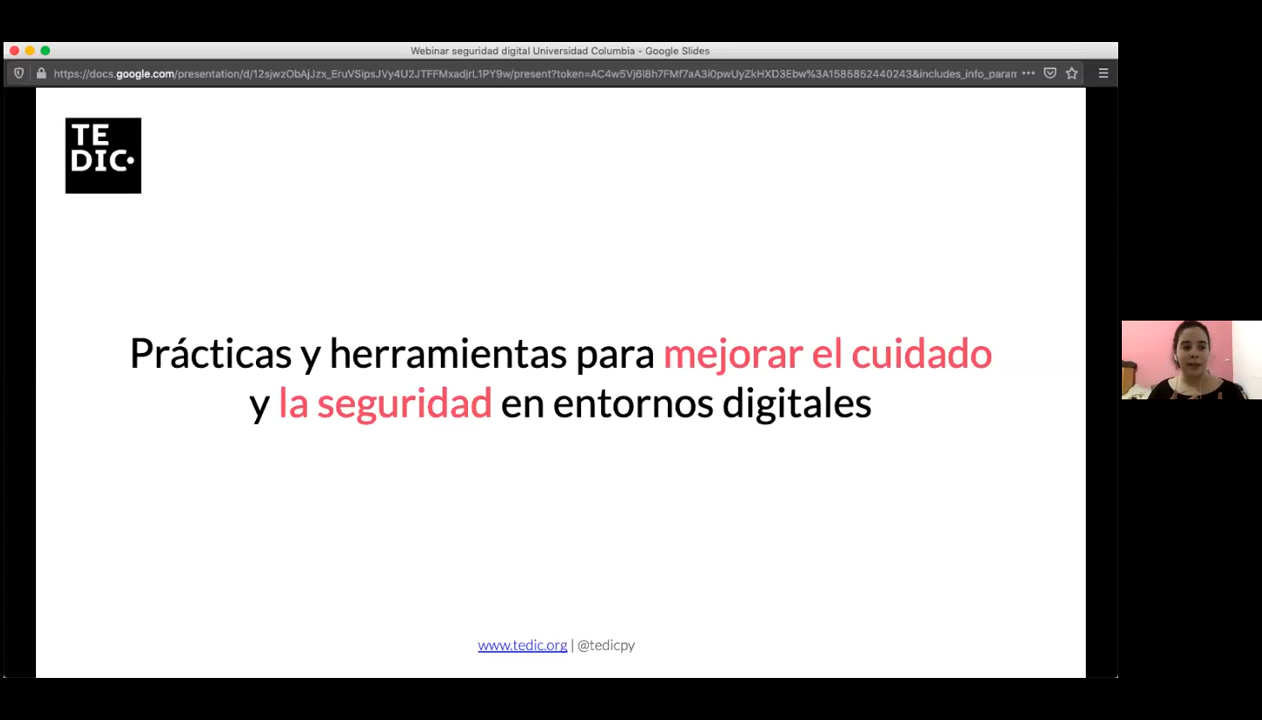 Webinar seguridad digital Universidad Columbia - Google Slides
TE
DIC
Prácticas y herramientas para mejorar el cuidado
y la seguridad en entornos digitales
www.tedic.org | @tedicpy